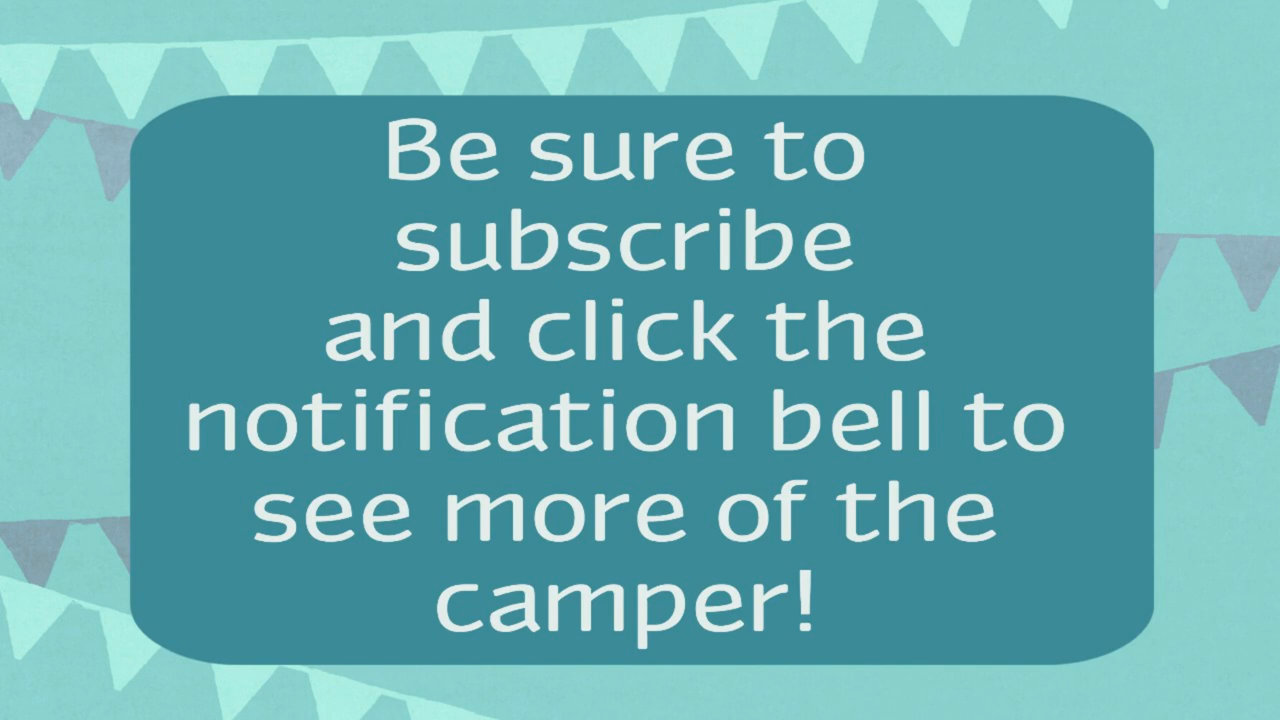 Be sure to
subscribe
and click the
notification bell to
see more of the
camper!